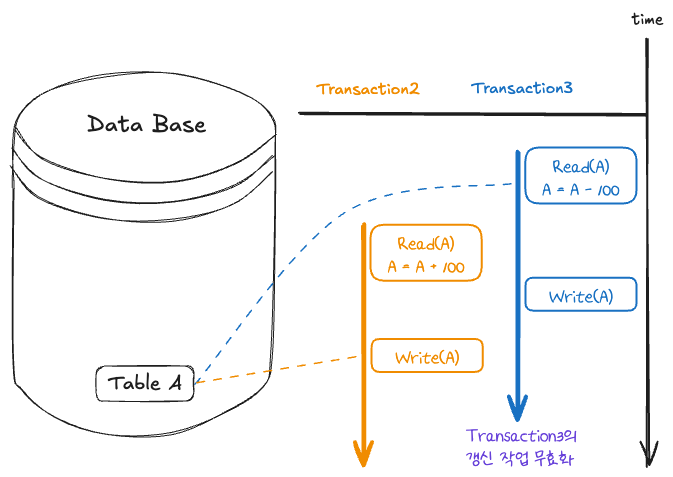 time
Transaction2
Transaction3
Data Base
Read(A)
A = A - 100
Read(A)
A = A + 100
Write(A)
Write(A)
Table A
Transaction3의
갱신 작업 무효화